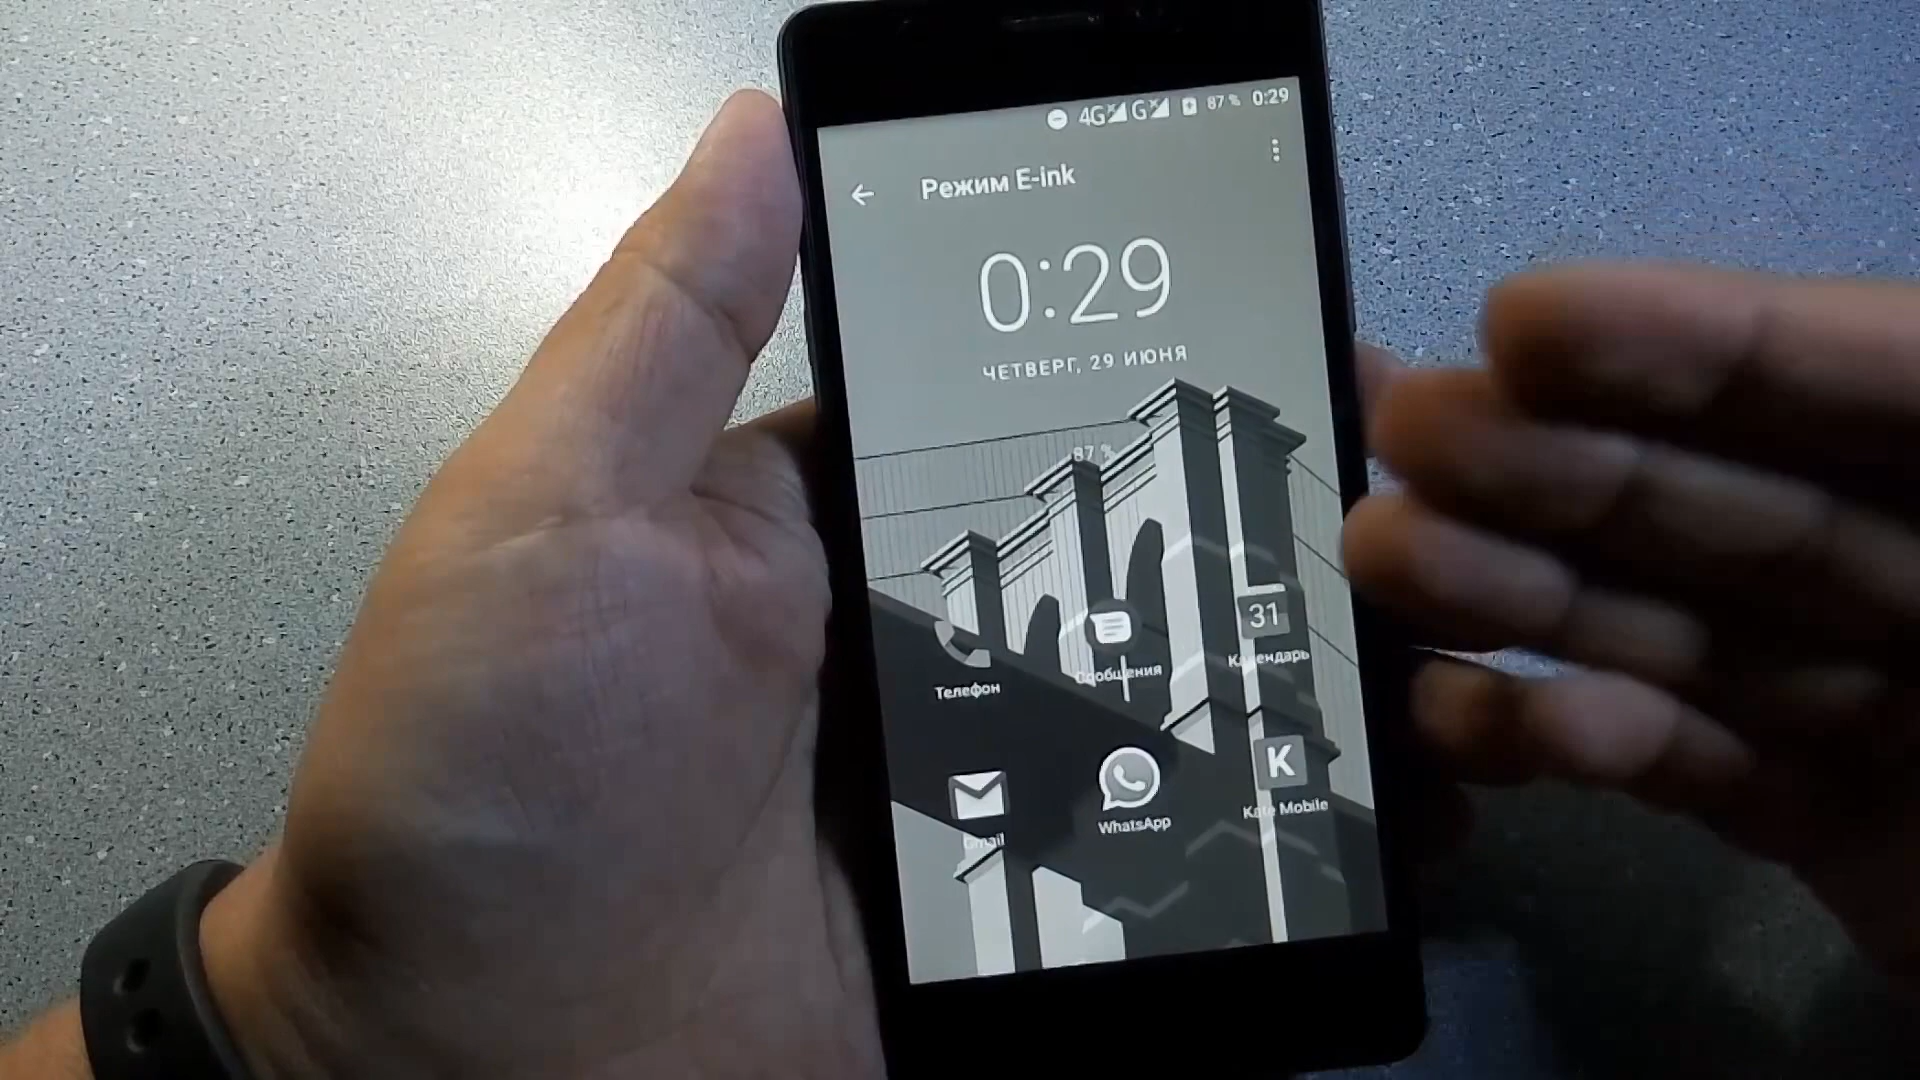 4G G 87 % 0:29
Режим E-ink
0:29
ЧЕТВЕРГ, 29 ИЮНЯ
87 %
31
Телефон
Сообщения
Календарь
K
Gmail
WhatsApp
Kate Mobile